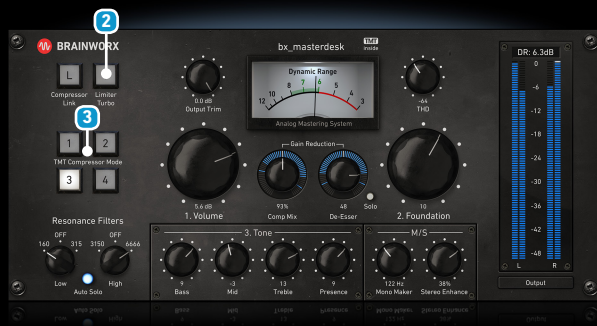 2
BRAINWORX
bx_masterdesk
TMT
inside
DR: 6.3dB
L
Compressor
Link
Limiter
Turbo
0.0 dB
Output Trim
Dynamic Range
12 10 8 7 6 5 4 3
Analog Mastering System
-64
THD
0
-6
-12
-18
-24
-30
-36
-42
-48
L R
Output
3
1 2
TMT Compressor Mode
3 4
5.6 dB
1. Volume
Gain Reduction
93%
Comp Mix
48
De-Esser
Solo
10
2. Foundation
Resonance Filters
OFF
160 315
Low
OFF
3150 6666
High
Auto Solo
3. Tone
9
Bass
-3
Mid
13
Treble
9
Presence
M/S
122 Hz
Mono Maker
38%
Stereo Enhance